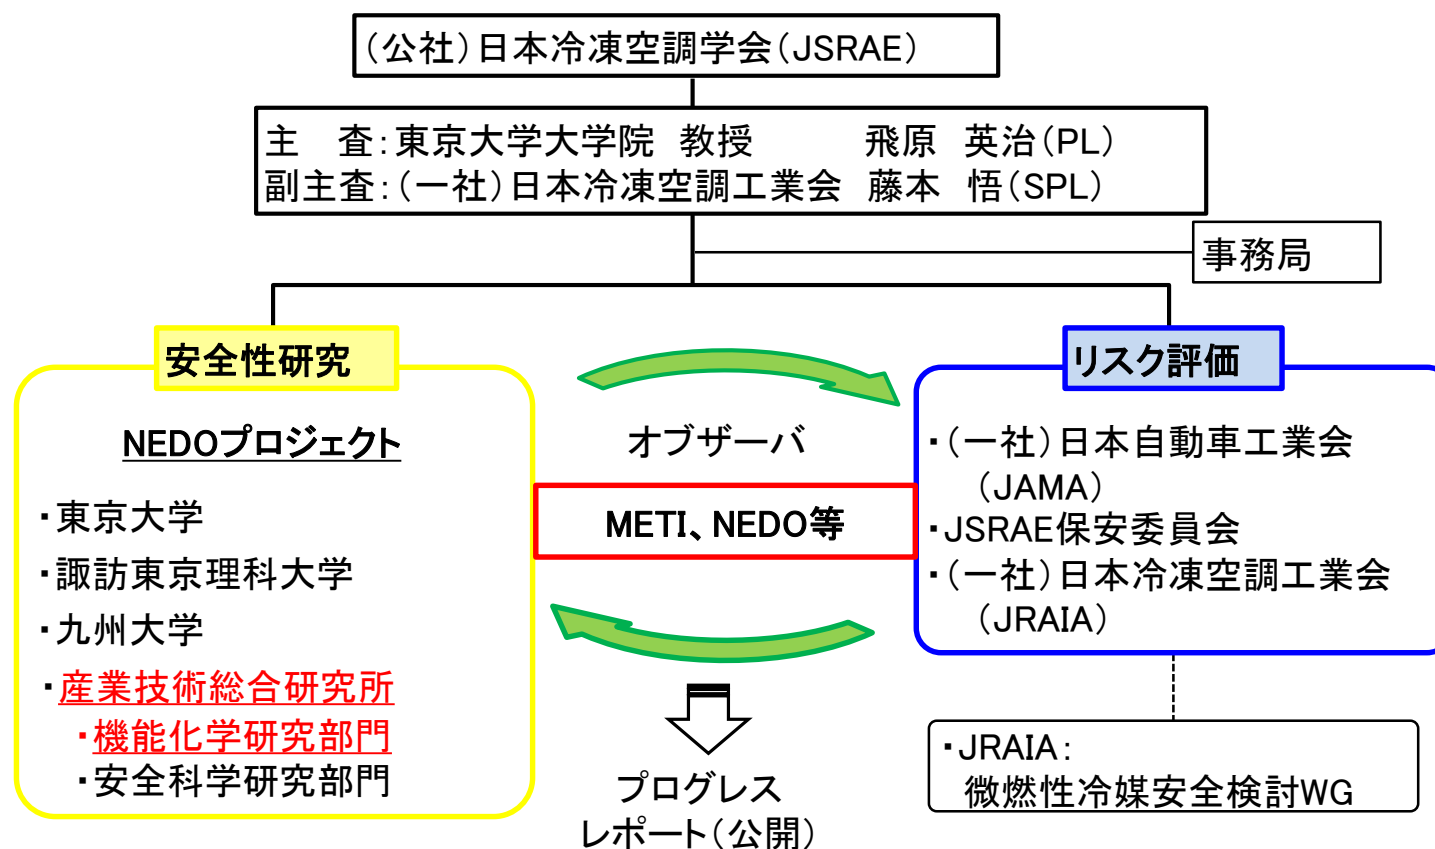 (公社)日本冷凍空調学会(JSRAE)
主　査:東京大学大学院　教授　　　飛原　英治(PL)
副主査:(一社)日本冷凍空調工業会　藤本　悟(SPL)
事務局
安全性研究
NEDOプロジェクト
・東京大学
・諏訪東京理科大学
・九州大学
・産業技術総合研究所
・機能化学研究部門
・安全科学研究部門
オブザーバ
METI、NEDO等
プログレス
レポート(公開)
リスク評価
・(一社)日本自動車工業会
(JAMA)
・JSRAE保安委員会
・(一社)日本冷凍空調工業会
(JRAIA)
・JRAIA:
微燃性冷媒安全検討WG